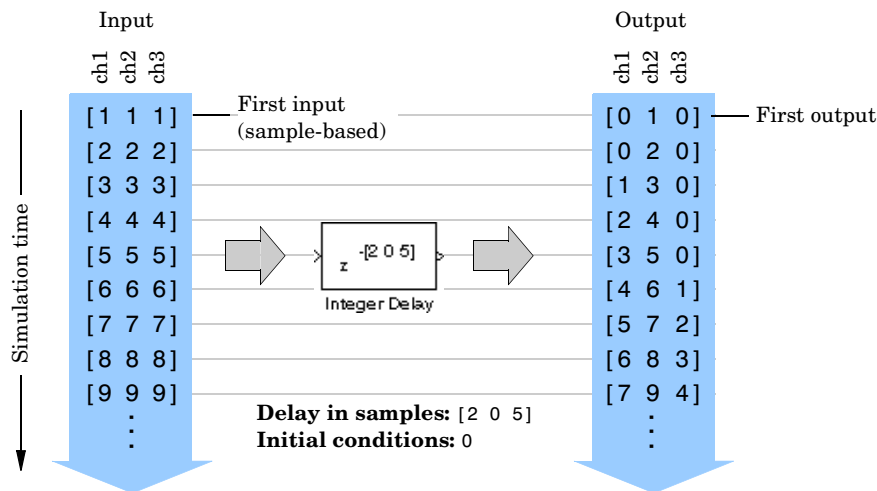 Input
Output
ch1 ch2 ch3
ch1 ch2 ch3
[1 1 1]
First input
(sample-based)
[0 1 0]
First output
[2 2 2]
[0 2 0]
[3 3 3]
[1 3 0]
[4 4 4]
[2 4 0]
[5 5 5]
z -[2 0 5]
[3 5 0]
[6 6 6]
Integer Delay
[4 6 1]
[7 7 7]
[5 7 2]
[8 8 8]
[6 8 3]
[9 9 9]
[7 9 4]
Simulation time
Delay in samples: [2 0 5]
Initial conditions: 0